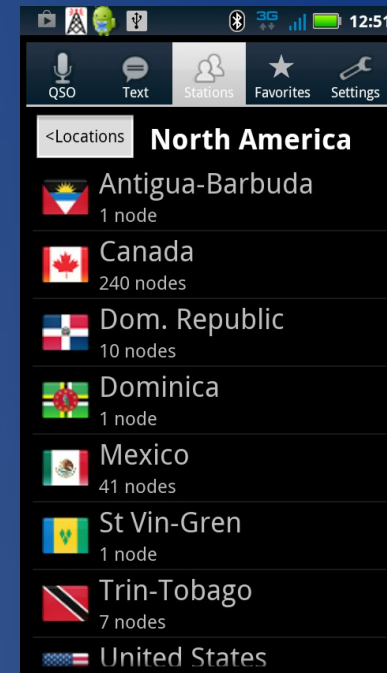 3G 12:51
QSO Text Stations Favorites Settings
<Locations North America
Antigua-Barbuda
1 node
Canada
240 nodes
Dom. Republic
10 nodes
Dominica
1 node
Mexico
41 nodes
St Vin-Gren
1 node
Trin-Tobago
7 nodes
United States